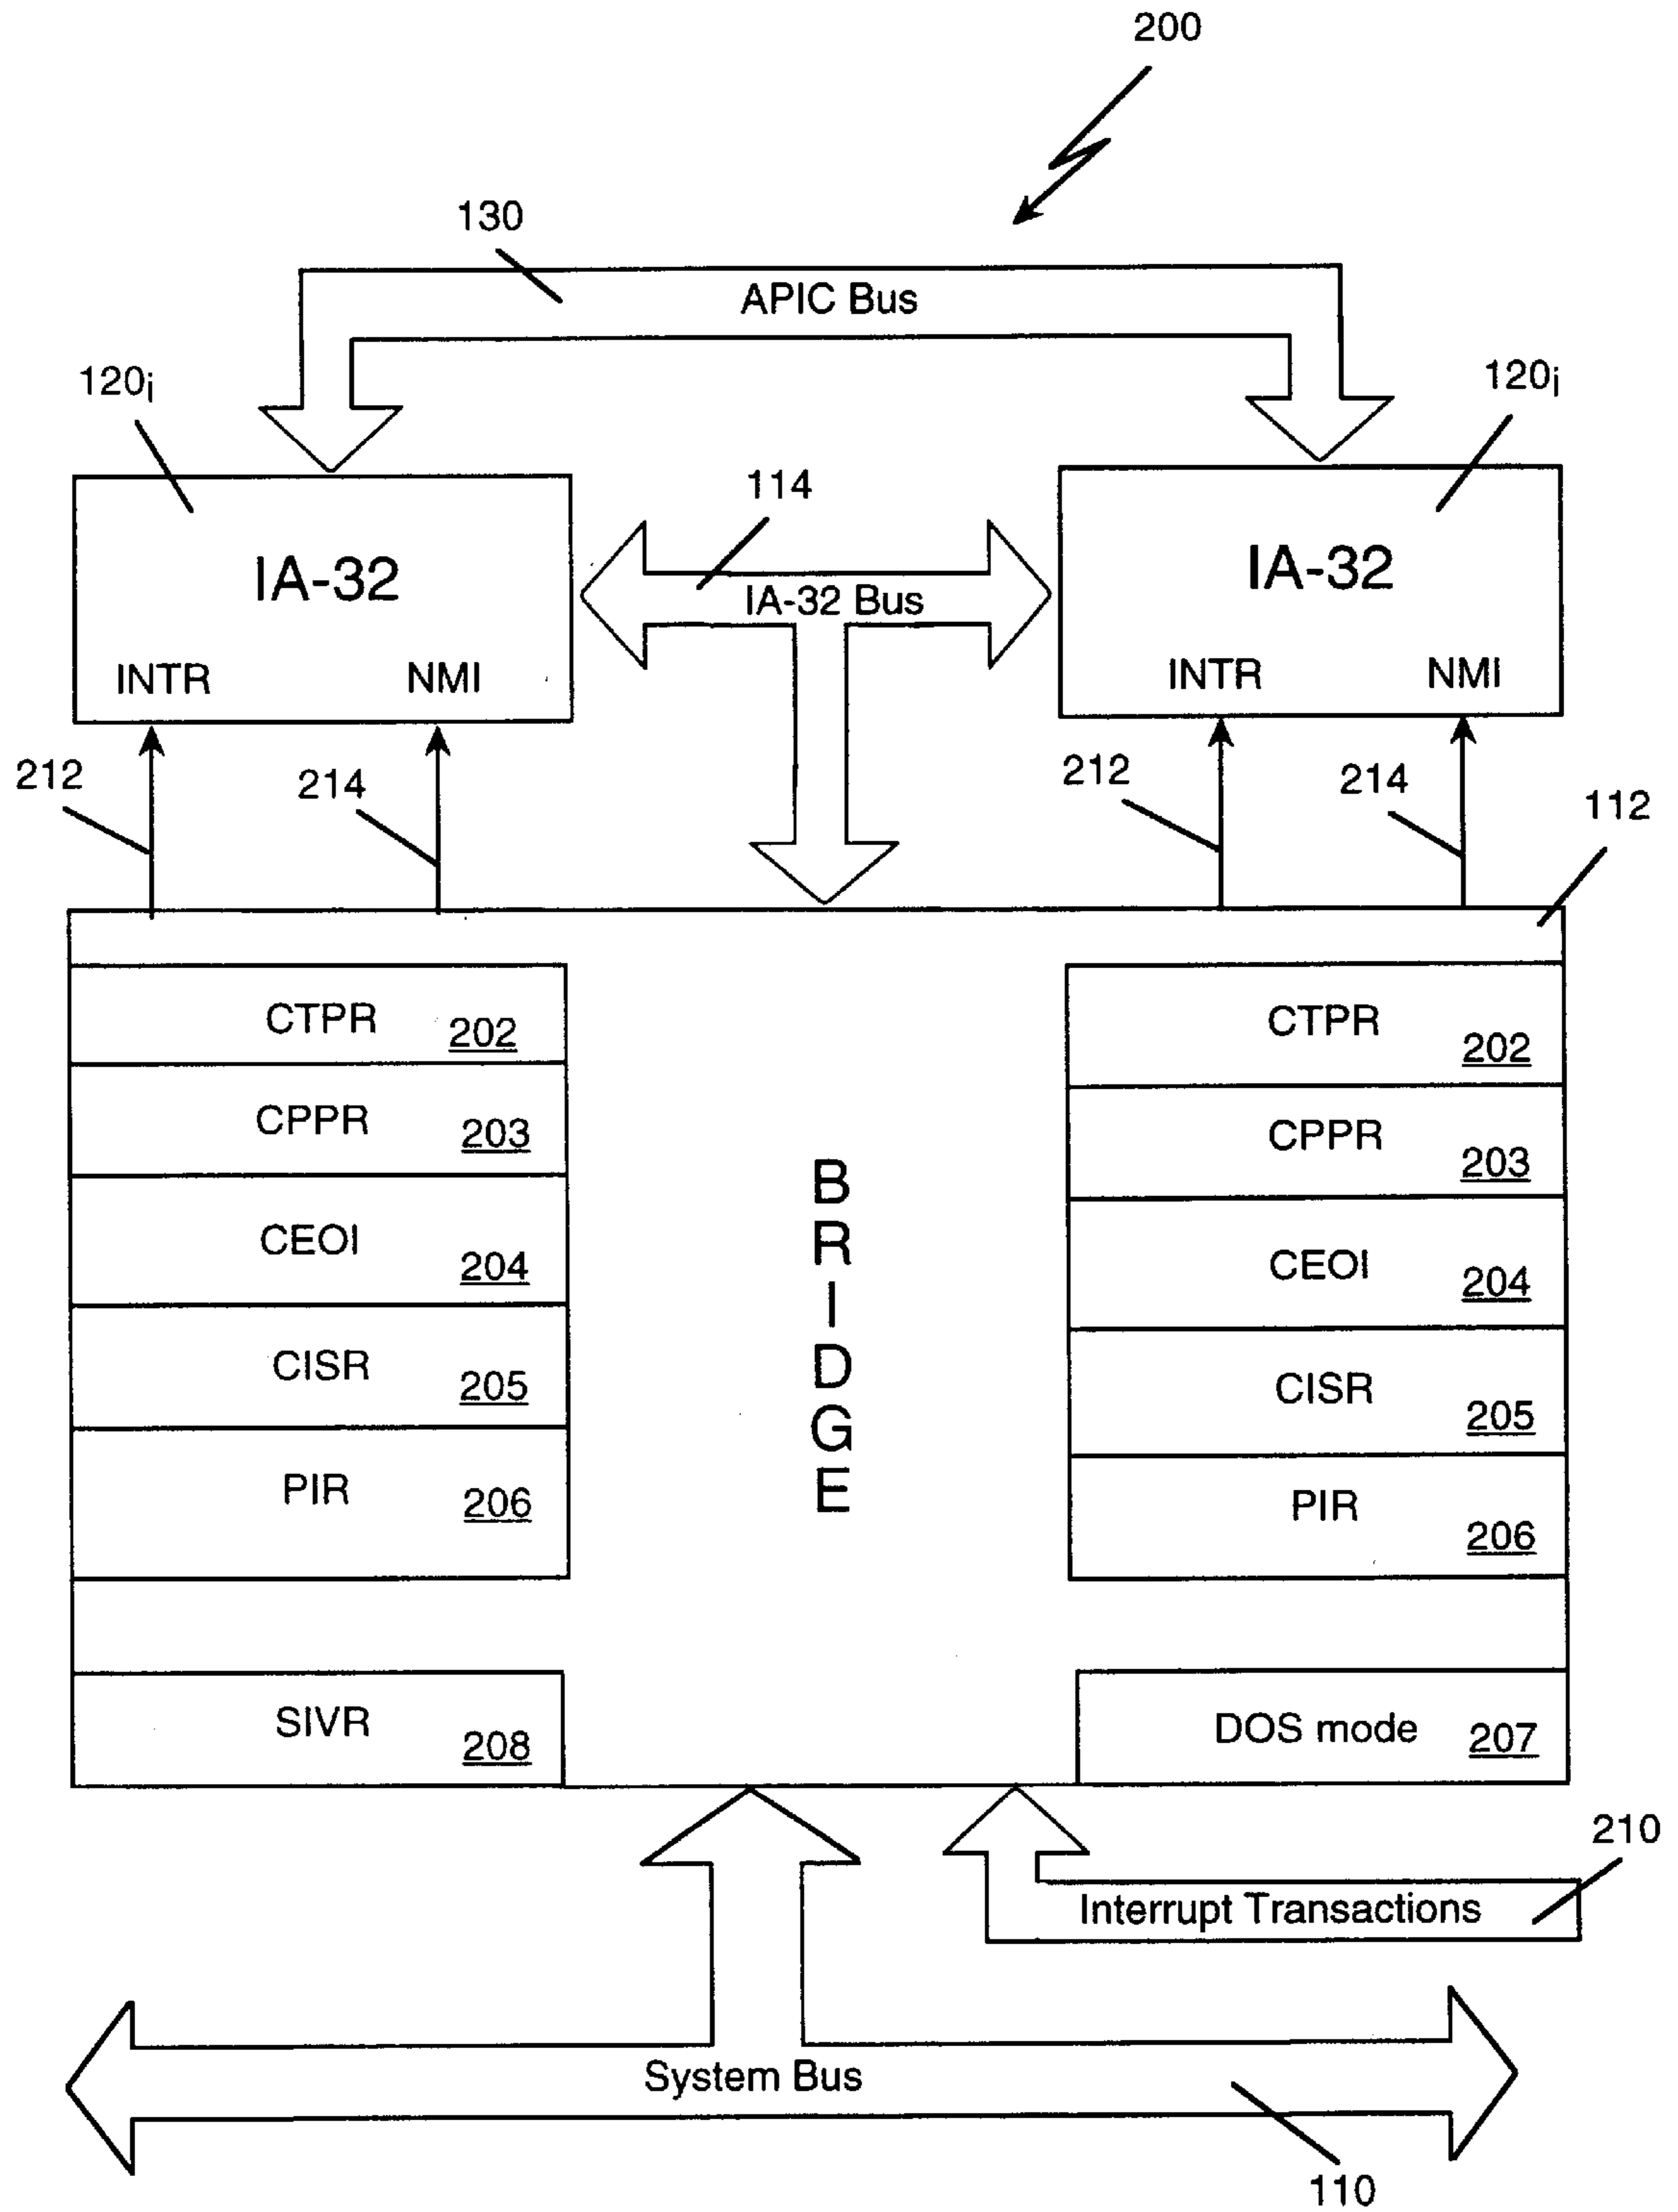 200
130
APIC Bus
120i
120j
114
IA-32
IA-32
IA-32 Bus
INTR NMI
INTR NMI
212
214
212
214
112
CTPR 202
CPPR 203
CEOI 204
CISR 205
PIR 206
BRIDGE
CTPR 202
CPPR 203
CEOI 204
CISR 205
PIR 206
SIVR 208
DOS mode 207
210
Interrupt Transactions
System Bus
110